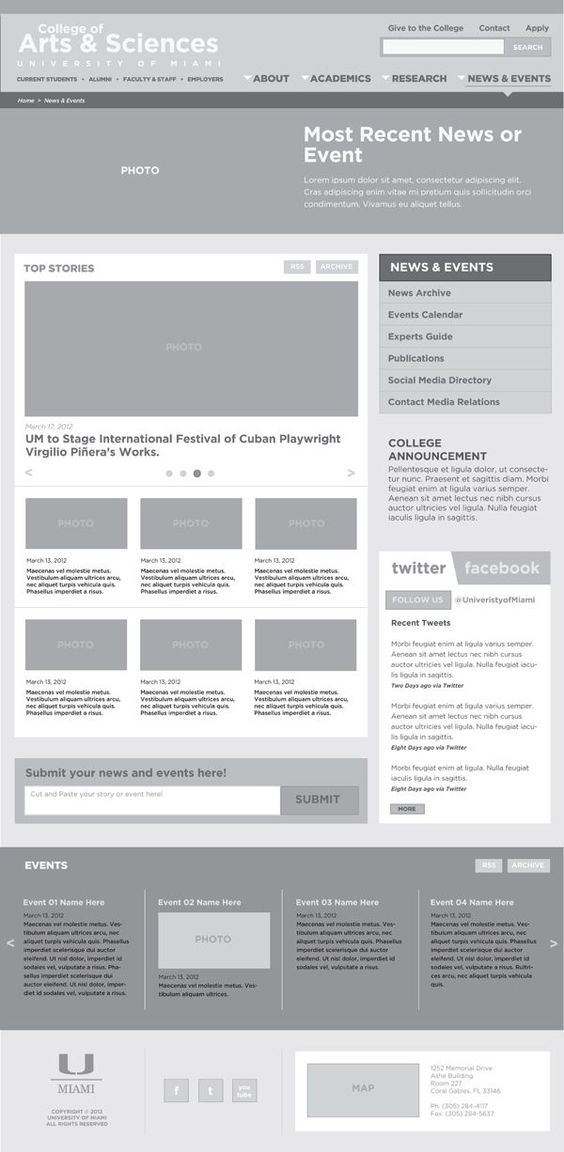 College of
Arts & Sciences
UNIVERSITY OF MIAMI
CURRENT STUDENTS • ALUMNI • FACULTY & STAFF • EMPLOYERS
Give to the College Contact Apply
SEARCH
ABOUT ACADEMICS RESEARCH NEWS & EVENTS
Home > News & Events
PHOTO
Most Recent News or
Event
Lorem ipsum dolor sit amet, consectetur adipiscing elit.
Cras adipiscing enim vitae mi pretium quis sollicitudin orci
condimentum. Vivamus eu aliquet tellus.
TOP STORIES
RSS ARCHIVE
PHOTO
March 17, 2012
UM to Stage International Festival of Cuban Playwright
Virgilio Piñera's Works.
< >
PHOTO
March 13, 2012
Maecenas vel molestie metus.
Vestibulum aliquam ultrices arcu,
nec aliquet turpis vehicula quis.
Phasellus imperdiet a risus.
PHOTO
March 13, 2012
Maecenas vel molestie metus.
Vestibulum aliquam ultrices arcu,
nec aliquet turpis vehicula quis.
Phasellus imperdiet a risus.
PHOTO
March 13, 2012
Maecenas vel molestie metus.
Vestibulum aliquam ultrices arcu,
nec aliquet turpis vehicula quis.
Phasellus imperdiet a risus.
PHOTO
March 13, 2012
Maecenas vel molestie metus.
Vestibulum aliquam ultrices arcu,
nec aliquet turpis vehicula quis.
Phasellus imperdiet a risus.
PHOTO
March 13, 2012
Maecenas vel molestie metus.
Vestibulum aliquam ultrices arcu,
nec aliquet turpis vehicula quis.
Phasellus imperdiet a risus.
PHOTO
March 13, 2012
Maecenas vel molestie metus.
Vestibulum aliquam ultrices arcu,
nec aliquet turpis vehicula quis.
Phasellus imperdiet a risus.
Submit your news and events here!
Cut and Paste your story or event here!
SUBMIT
NEWS & EVENTS
News Archive
Events Calendar
Experts Guide
Publications
Social Media Directory
Contact Media Relations
COLLEGE
ANNOUNCEMENT
Pellentesque et ligula dolor, ut consecte-
tur nunc. Praesent et sagittis diam. Morbi
feugiat enim at ligula varius semper.
Aenean sit amet lectus nec nibh cursus
auctor ultricies vel ligula. Nulla feugiat
iaculis ligula in sagittis.
twitter facebook
FOLLOW US @UniveristyofMiami
Recent Tweets
Morbi feugiat enim at ligula varius semper.
Aenean sit amet lectus nec nibh cursus
auctor ultricies vel ligula. Nulla feugiat iacu-
lis ligula in sagittis.
Two Days ago via Twitter
Morbi feugiat enim at ligula varius semper.
Aenean sit amet lectus nec nibh cursus
auctor ultricies vel ligula. Nulla feugiat iacu-
lis ligula in sagittis.
Eight Days ago via Twitter
Morbi feugiat enim at ligula. Nulla feugiat
iaculis ligula in sagittis.
Eight Days ago via Twitter
MORE
EVENTS
RSS ARCHIVE
<
Event 01 Name Here
March 13, 2012
Maecenas vel molestie metus. Ves-
tibulum aliquam ultrices arcu, nec
aliquet turpis vehicula quis. Phasellus
imperdiet scelerisque dui auctor
eleifend. Ut nisl dolor, imperdiet id
sodales vel, vulputate a risus. Pha-
sellus imperdiet scelerisque dui
auctor eleifend. Ut nisl dolor, imper-
diet id sodales vel, vulputate a risus.
Event 02 Name Here
PHOTO
March 13, 2012
Maecenas vel molestie metus. Ves-
tibulum aliquam ultrices.
Event 03 Name Here
March 13, 2012
Maecenas vel molestie metus. Ves-
tibulum aliquam ultrices arcu, nec
aliquet turpis vehicula quis. Phasellus
imperdiet scelerisque dui auctor
eleifend. Ut nisl dolor, imperdiet id
sodales vel, vulputate a risus.
Event 04 Name Here
March 13, 2012
Maecenas vel molestie metus. Ves-
tibulum aliquam ultrices arcu, nec
aliquet turpis vehicula quis. Phasellus
imperdiet scelerisque dui auctor
eleifend. Ut nisl dolor, imperdiet id
sodales vel, vulputate a risus. Rultri-
ces arcu, nec aliquet turpis vehicula
quis.
>
U
MIAMI
COPYRIGHT © 2012
UNIVERSITY OF MIAMI
ALL RIGHTS RESERVED
f t you
tube
MAP
1252 Memorial Drive
Ashe Building
Room 227
Coral Gables, FL 33146
Ph: (305) 284-4117
Fax: (305) 284-5637